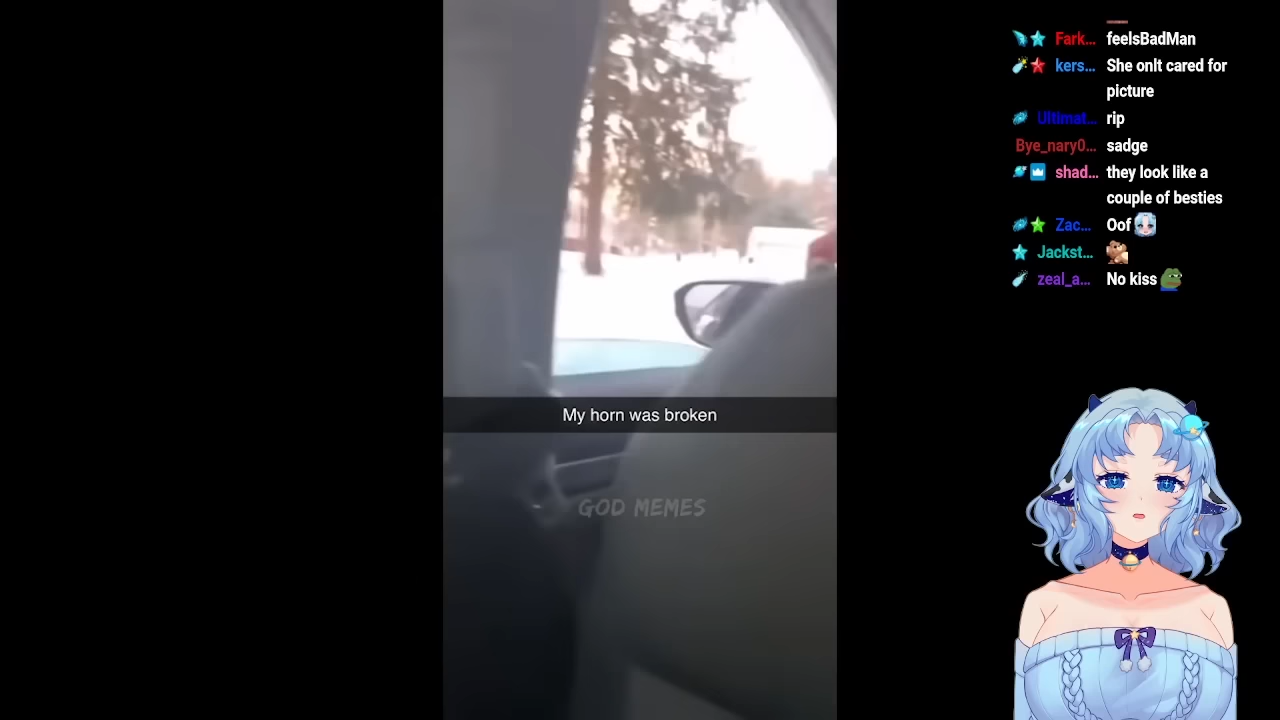 My horn was broken
GOD MEMES
Fark... feelsBadMan
kers... She onlt cared for
picture
Ultimat... rip
Bye_nary0... sadge
shad... they look like a
couple of besties
Zac... Oof
Jackst...
zeal_a... No kiss